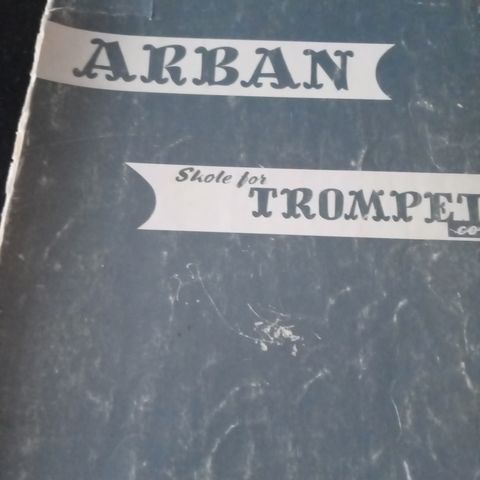 ARBAN
Skole for
TROMPET